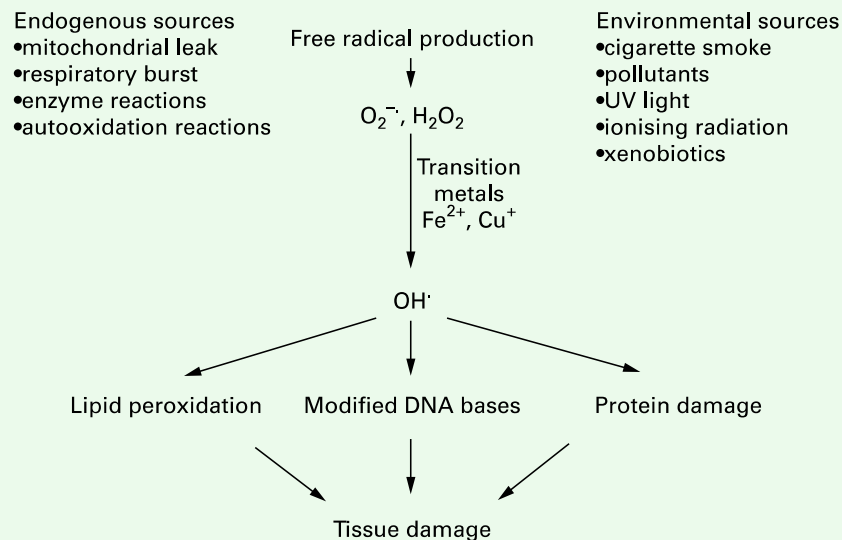 Endogenous sources
•mitochondrial leak
•respiratory burst
•enzyme reactions
•autooxidation reactions
Free radical production
Environmental sources
•cigarette smoke
•pollutants
•UV light
•ionising radiation
•xenobiotics
O₂⁻·, H₂O₂
Transition
metals
Fe²⁺, Cu⁺
OH·
Lipid peroxidation
Modified DNA bases
Protein damage
Tissue damage